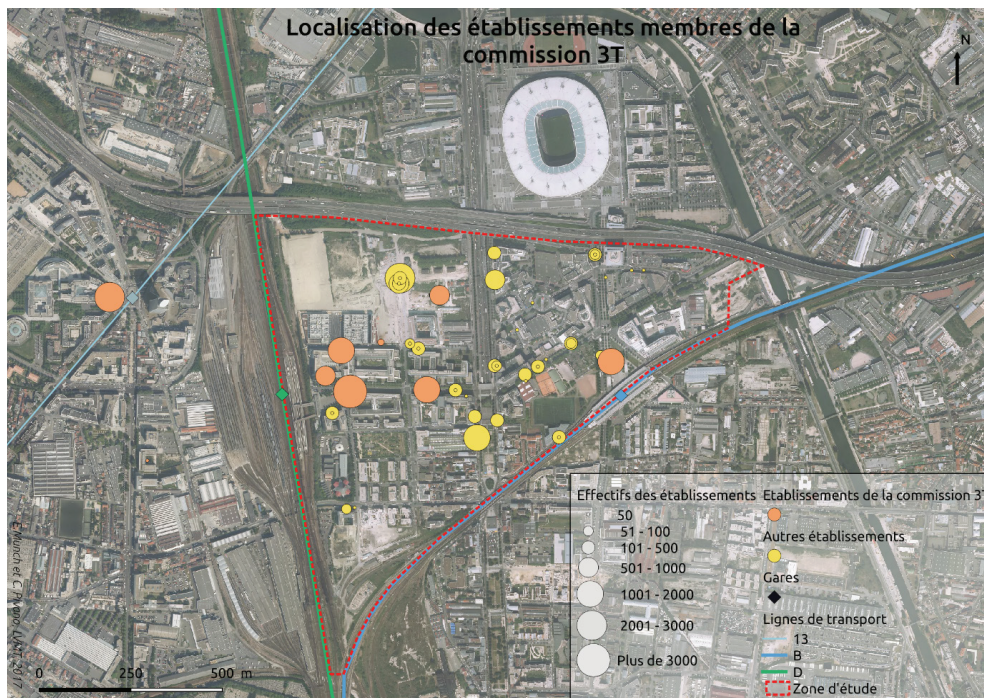 Localisation des établissements membres de la
commission 3T
N
Effectifs des établissements
50
51 - 100
101 - 500
501 - 1000
1001 - 2000
2001 - 3000
Plus de 3000
Etablissements de la commission 3T
Autres établissements
Gares
Lignes de transport
13
B
D
Zone d'étude
0 250 500 m